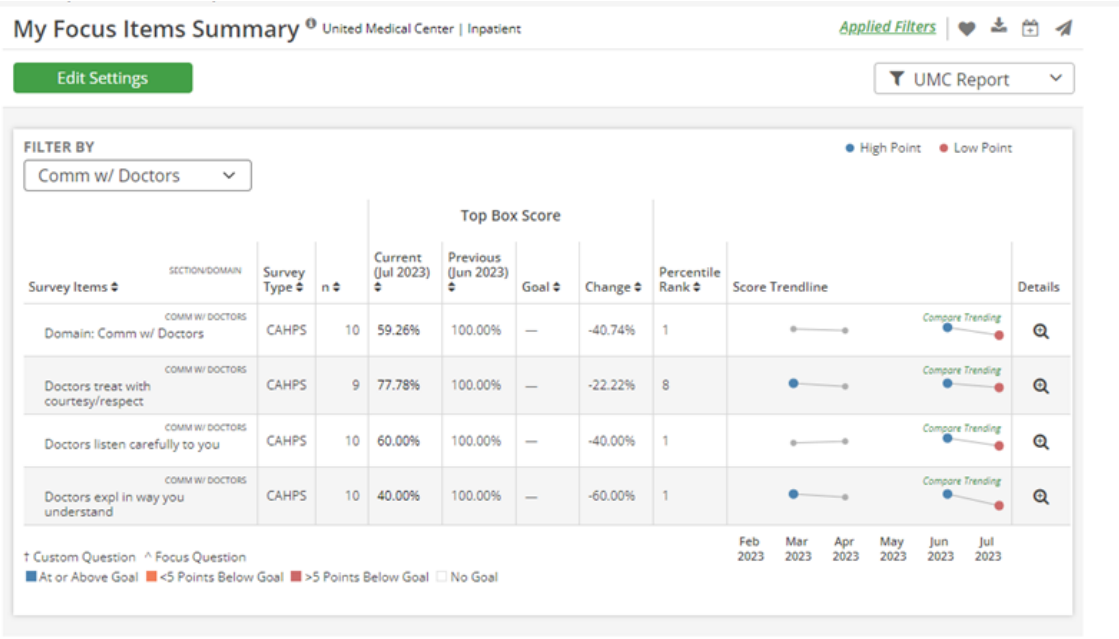 My Focus Items Summary i United Medical Center | Inpatient
Applied Filters
Edit Settings
UMC Report
FILTER BY
High Point Low Point
Comm w/ Doctors
Top Box Score
Survey Items SECTION/DOMAIN Survey Type n Current (Jul 2023) Previous (Jun 2023) Goal Change Percentile Rank Score Trendline Details
COMM W/ DOCTORS
Compare Trending
Domain: Comm w/ Doctors CAHPS 10 59.26% 100.00% — -40.74% 1
COMM W/ DOCTORS
Compare Trending
Doctors treat with CAHPS 9 77.78% 100.00% — -22.22% 8
courtesy/respect
COMM W/ DOCTORS
Compare Trending
Doctors listen carefully to you CAHPS 10 60.00% 100.00% — -40.00% 1
COMM W/ DOCTORS
Compare Trending
Doctors expl in way you CAHPS 10 40.00% 100.00% — -60.00% 1
understand
Feb Mar Apr May Jun Jul
2023 2023 2023 2023 2023 2023
† Custom Question ^ Focus Question
At or Above Goal <5 Points Below Goal >5 Points Below Goal No Goal